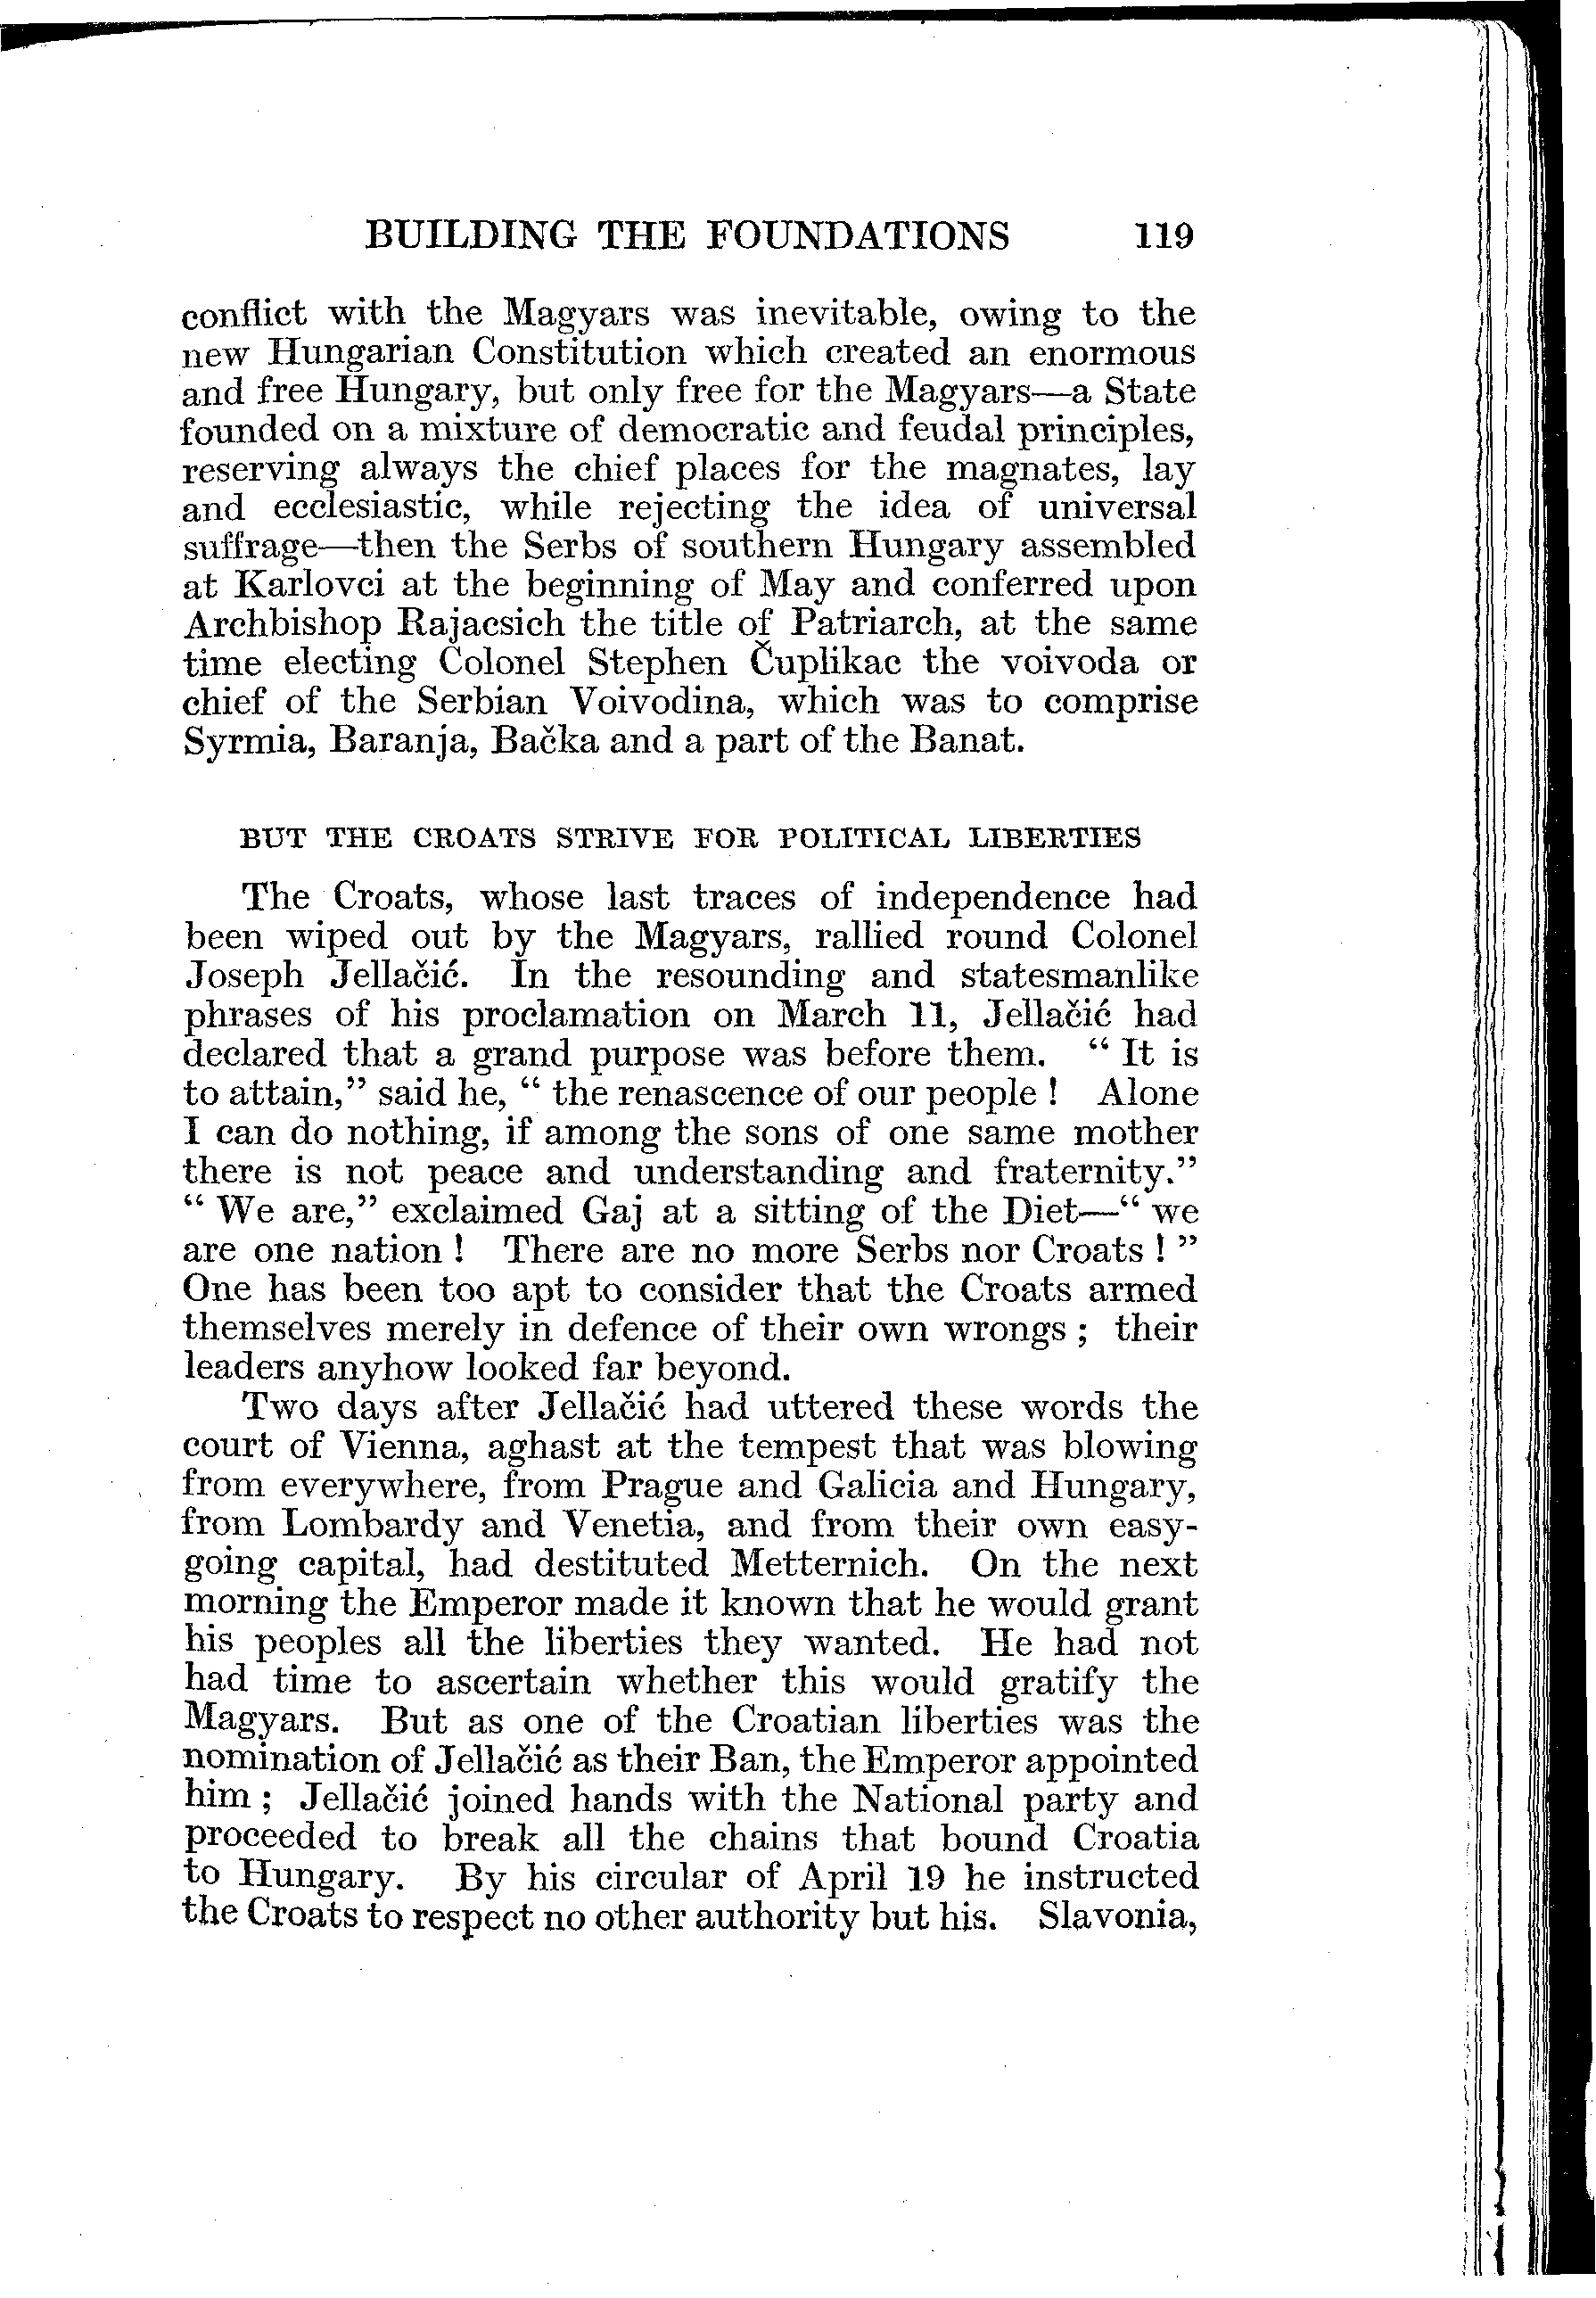 BUILDING THE FOUNDATIONS 119
conflict with the Magyars was inevitable, owing to the
new Hungarian Constitution which created an enormous
and free Hungary, but only free for the Magyars—a State
founded on a mixture of democratic and feudal principles,
reserving always the chief places for the magnates, lay
and ecclesiastic, while rejecting the idea of universal
suffrage—then the Serbs of southern Hungary assembled
at Karlovci at the beginning of May and conferred upon
Archbishop Rajacsich the title of Patriarch, at the same
time electing Colonel Stephen Čuplikac the voivoda or
chief of the Serbian Voivodina, which was to comprise
Syrmia, Baranja, Bačka and a part of the Banat.
BUT THE CROATS STRIVE FOR POLITICAL LIBERTIES
The Croats, whose last traces of independence had
been wiped out by the Magyars, rallied round Colonel
Joseph Jellačić. In the resounding and statesmanlike
phrases of his proclamation on March 11, Jellačić had
declared that a grand purpose was before them. “ It is
to attain,” said he, “ the renascence of our people ! Alone
I can do nothing, if among the sons of one same mother
there is not peace and understanding and fraternity.”
“ We are,” exclaimed Gaj at a sitting of the Diet—“ we
are one nation ! There are no more Serbs nor Croats ! ”
One has been too apt to consider that the Croats armed
themselves merely in defence of their own wrongs ; their
leaders anyhow looked far beyond.
Two days after Jellačić had uttered these words the
court of Vienna, aghast at the tempest that was blowing
from everywhere, from Prague and Galicia and Hungary,
from Lombardy and Venetia, and from their own easy-
going capital, had destituted Metternich. On the next
morning the Emperor made it known that he would grant
his peoples all the liberties they wanted. He had not
had time to ascertain whether this would gratify the
Magyars. But as one of the Croatian liberties was the
nomination of Jellačić as their Ban, the Emperor appointed
him ; Jellačić joined hands with the National party and
proceeded to break all the chains that bound Croatia
to Hungary. By his circular of April 19 he instructed
the Croats to respect no other authority but his. Slavonia,